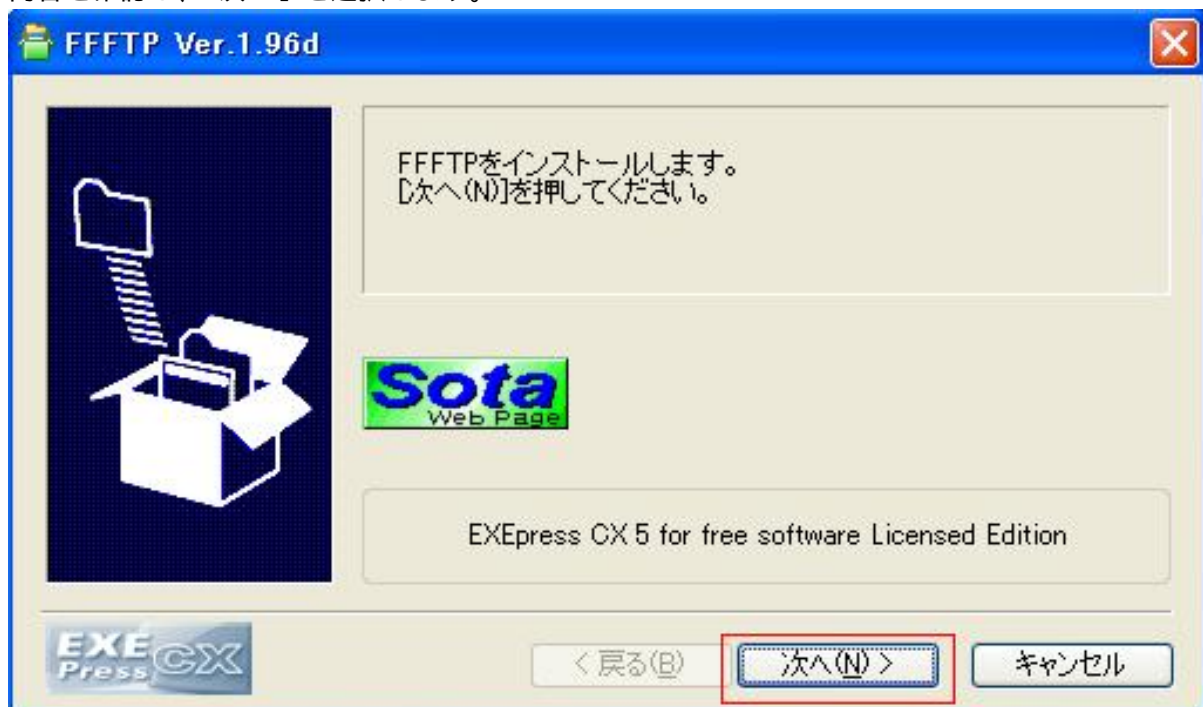 FFFTP Ver.1.96d
FFFTPをインストールします。
[次へ(N)]を押してください。
Sota
Web Page
EXEpress CX 5 for free software Licensed Edition
EXE
Press CX
< 戻る(B)
次へ(N) >
キャンセル